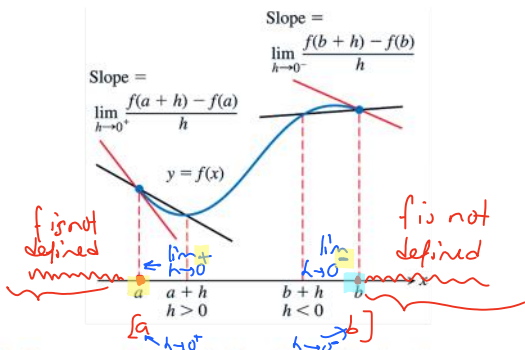 Slope =
lim h→0⁻ f(b + h) − f(b) / h
Slope =
lim h→0⁺ f(a + h) − f(a) / h
y = f(x)
f is not
defined
f is not
defined
lim h→0⁺
lim h→0⁻
a
a + h
h > 0
b + h
h < 0
b
x
[a
b]
h→0⁺
h→0⁻